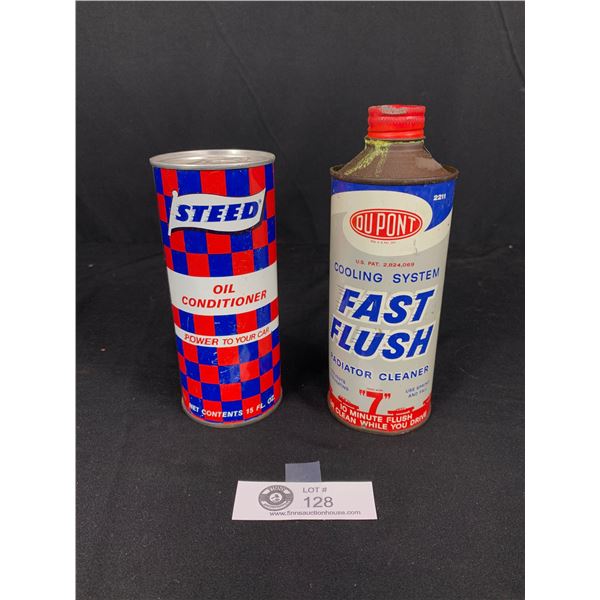 STEED
OIL
CONDITIONER
POWER TO YOUR CAR
NET CONTENTS 15 FL. OZ.
2211
DU PONT
U.S. PAT. 2,824,069
COOLING SYSTEM
FAST
FLUSH
RADIATOR CLEANER
"7"
10 MINUTE FLUSH
CLEAN WHILE YOU DRIVE
LOT #
128
www.finnsauctionhouse.com